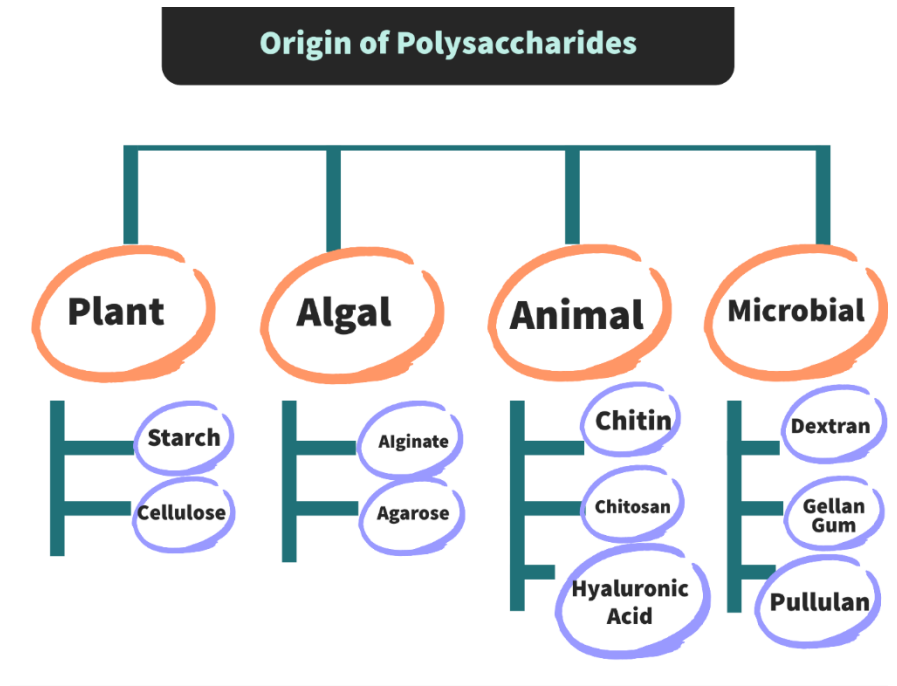 Origin of Polysaccharides
Plant
Algal
Animal
Microbial
Starch
Cellulose
Alginate
Agarose
Chitin
Chitosan
Hyaluronic
Acid
Dextran
Gellan
Gum
Pullulan